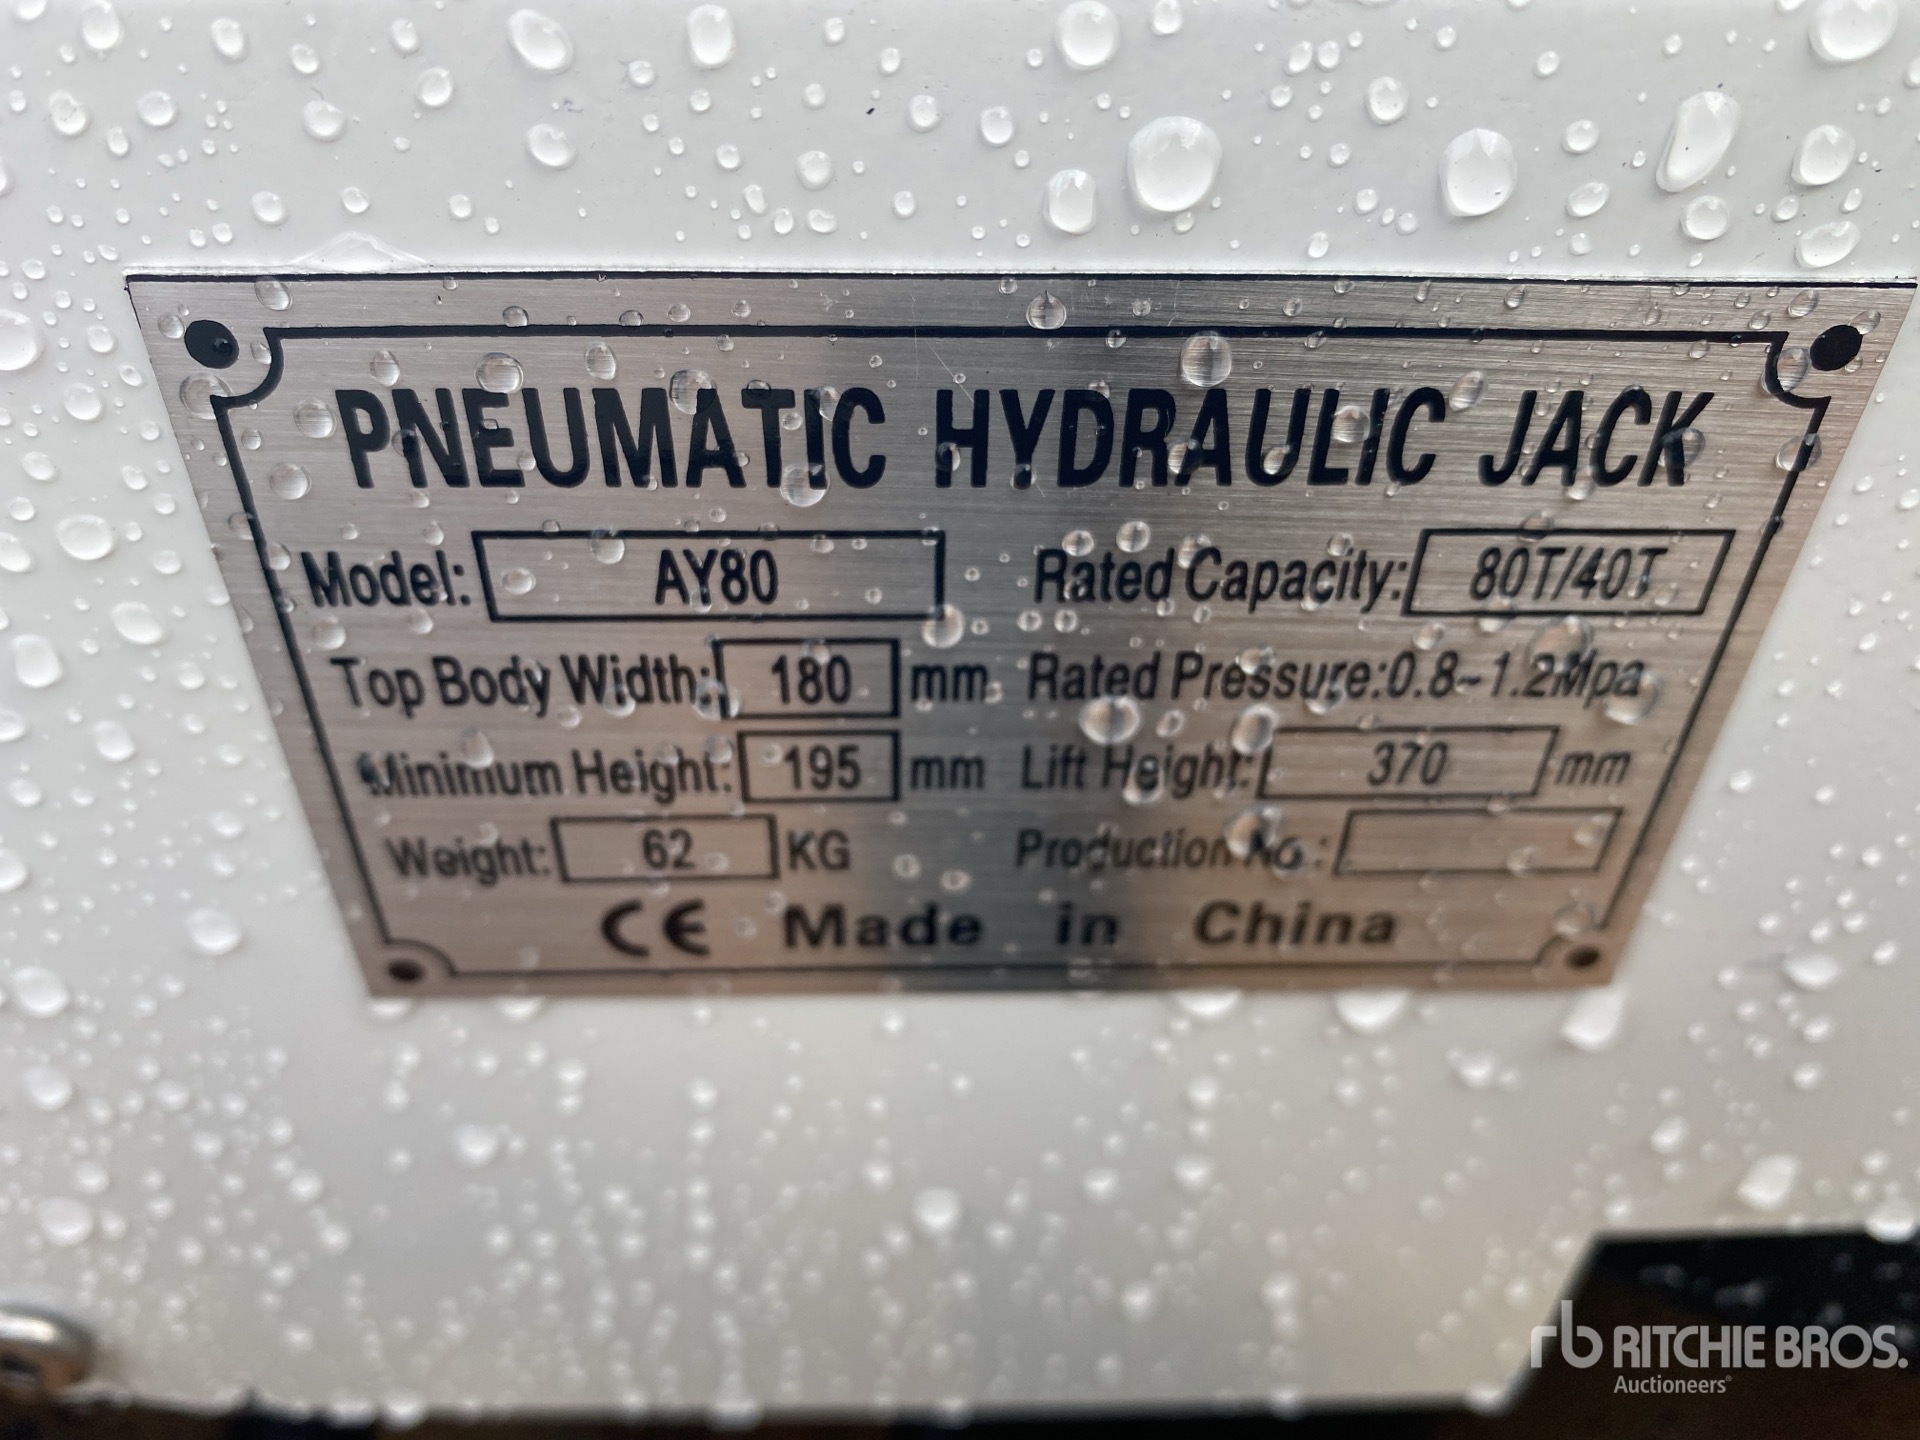 PNEUMATIC HYDRAULIC JACK
Model: AY80 Rated Capacity: 80T/40T
Top Body Width: 180 mm Rated Pressure:0.8~1.2Mpa
Minimum Height: 195 mm Lift Height: 370 mm
Weight: 62 KG Production No.:
CE Made in China
rb RITCHIE BROS.
Auctioneers